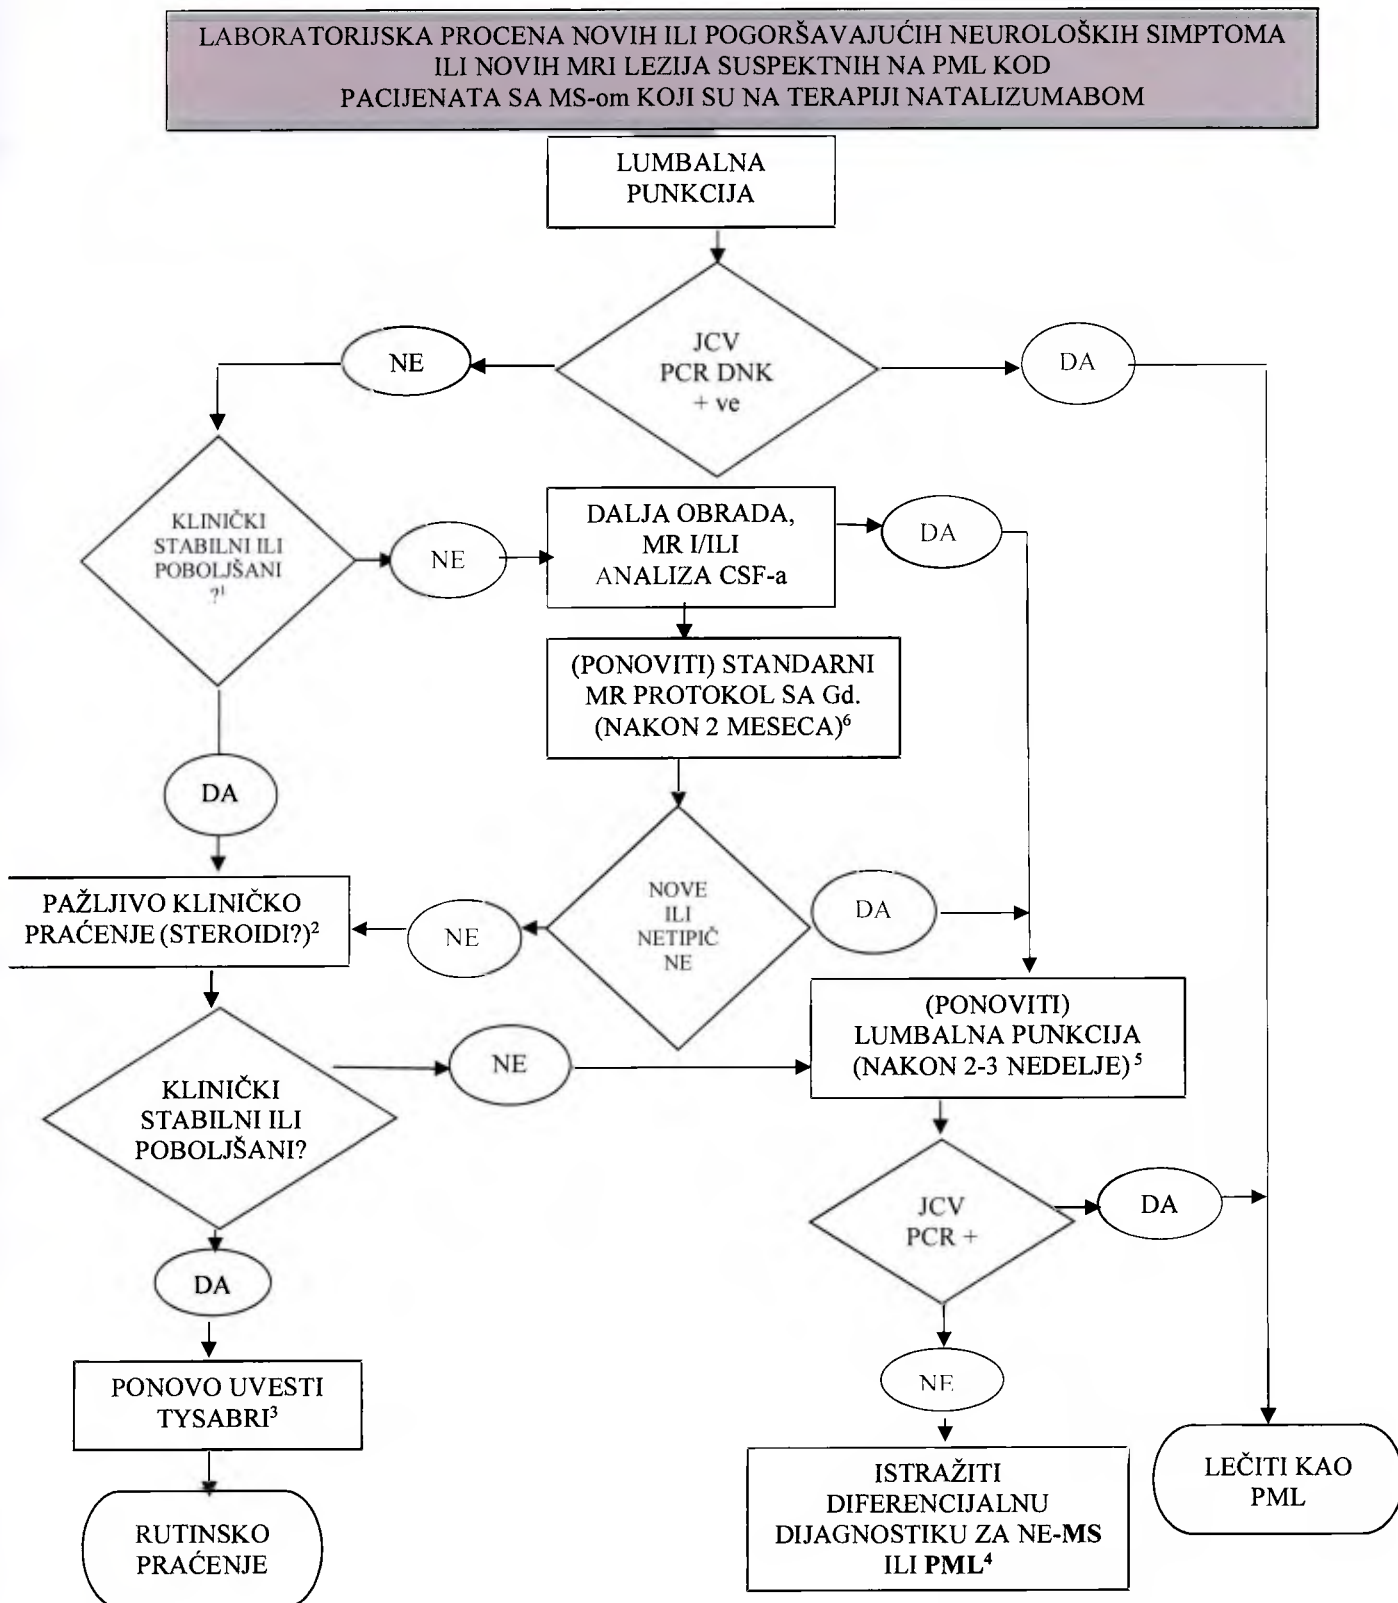 LABORATORIJSKA PROCENA NOVIH ILI POGORŠAVAJUĆIH NEUROLOŠKIH SIMPTOMA
ILI NOVIH MRI LEZIJA SUSPEKTNIH NA PML KOD
PACIJENATA SA MS-om KOJI SU NA TERAPIJI NATALIZUMABOM
LUMBALNA
PUNKCIJA
JCV
PCR DNK
+ ve
NE
DA
KLINIČKI
STABILNI ILI
POBOLJŠANI
?¹
NE
DALJA OBRADA,
MR I/ILI
ANALIZA CSF-a
DA
(PONOVITI) STANDARNI
MR PROTOKOL SA Gd.
(NAKON 2 MESECA)⁶
DA
PAŽLJIVO KLINIČKO
PRAĆENJE (STEROIDI?)²
NE
NOVE
ILI
NETIPIČ
NE
DA
(PONOVITI)
LUMBALNA PUNKCIJA
(NAKON 2-3 NEDELJE)⁵
NE
KLINIČKI
STABILNI ILI
POBOLJŠANI?
JCV
PCR +
DA
DA
NE
PONOVO UVESTI
TYSABRI³
RUTINSKO
PRAĆENJE
ISTRAŽITI
DIFERENCIJALNU
DIJAGNOSTIKU ZA NE-MS
ILI PML⁴
LEČITI KAO
PML